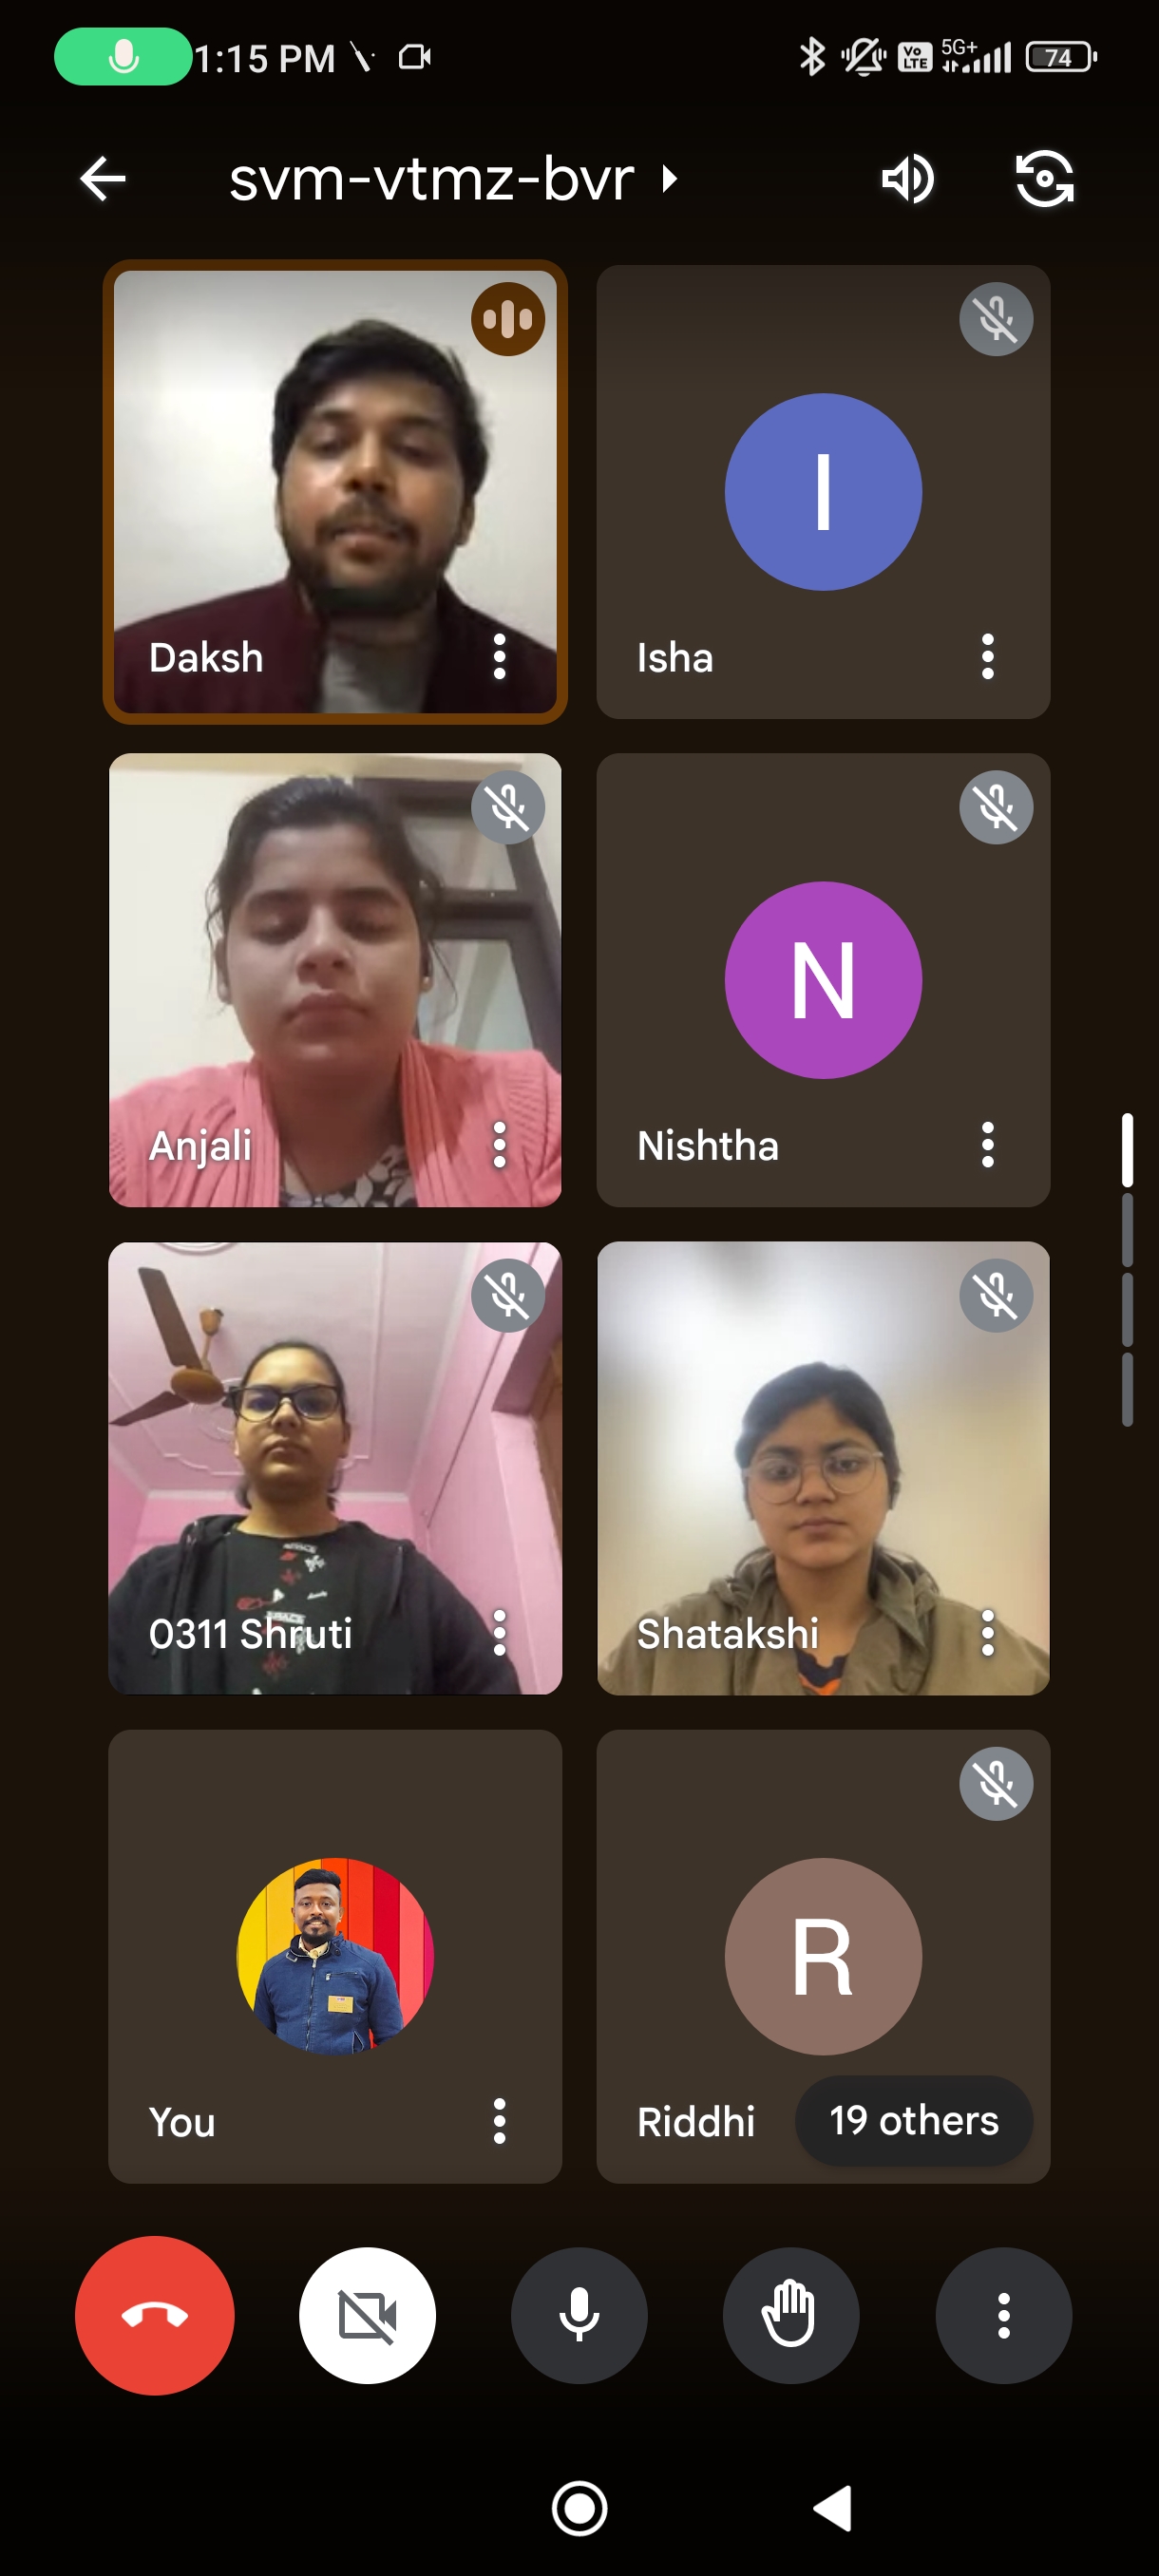 1:15 PM
Vo LTE 5G+ 74
svm-vtmz-bvr
Daksh
I
Isha
Anjali
N
Nishtha
0311 Shruti
Shatakshi
You
R
Riddhi
19 others